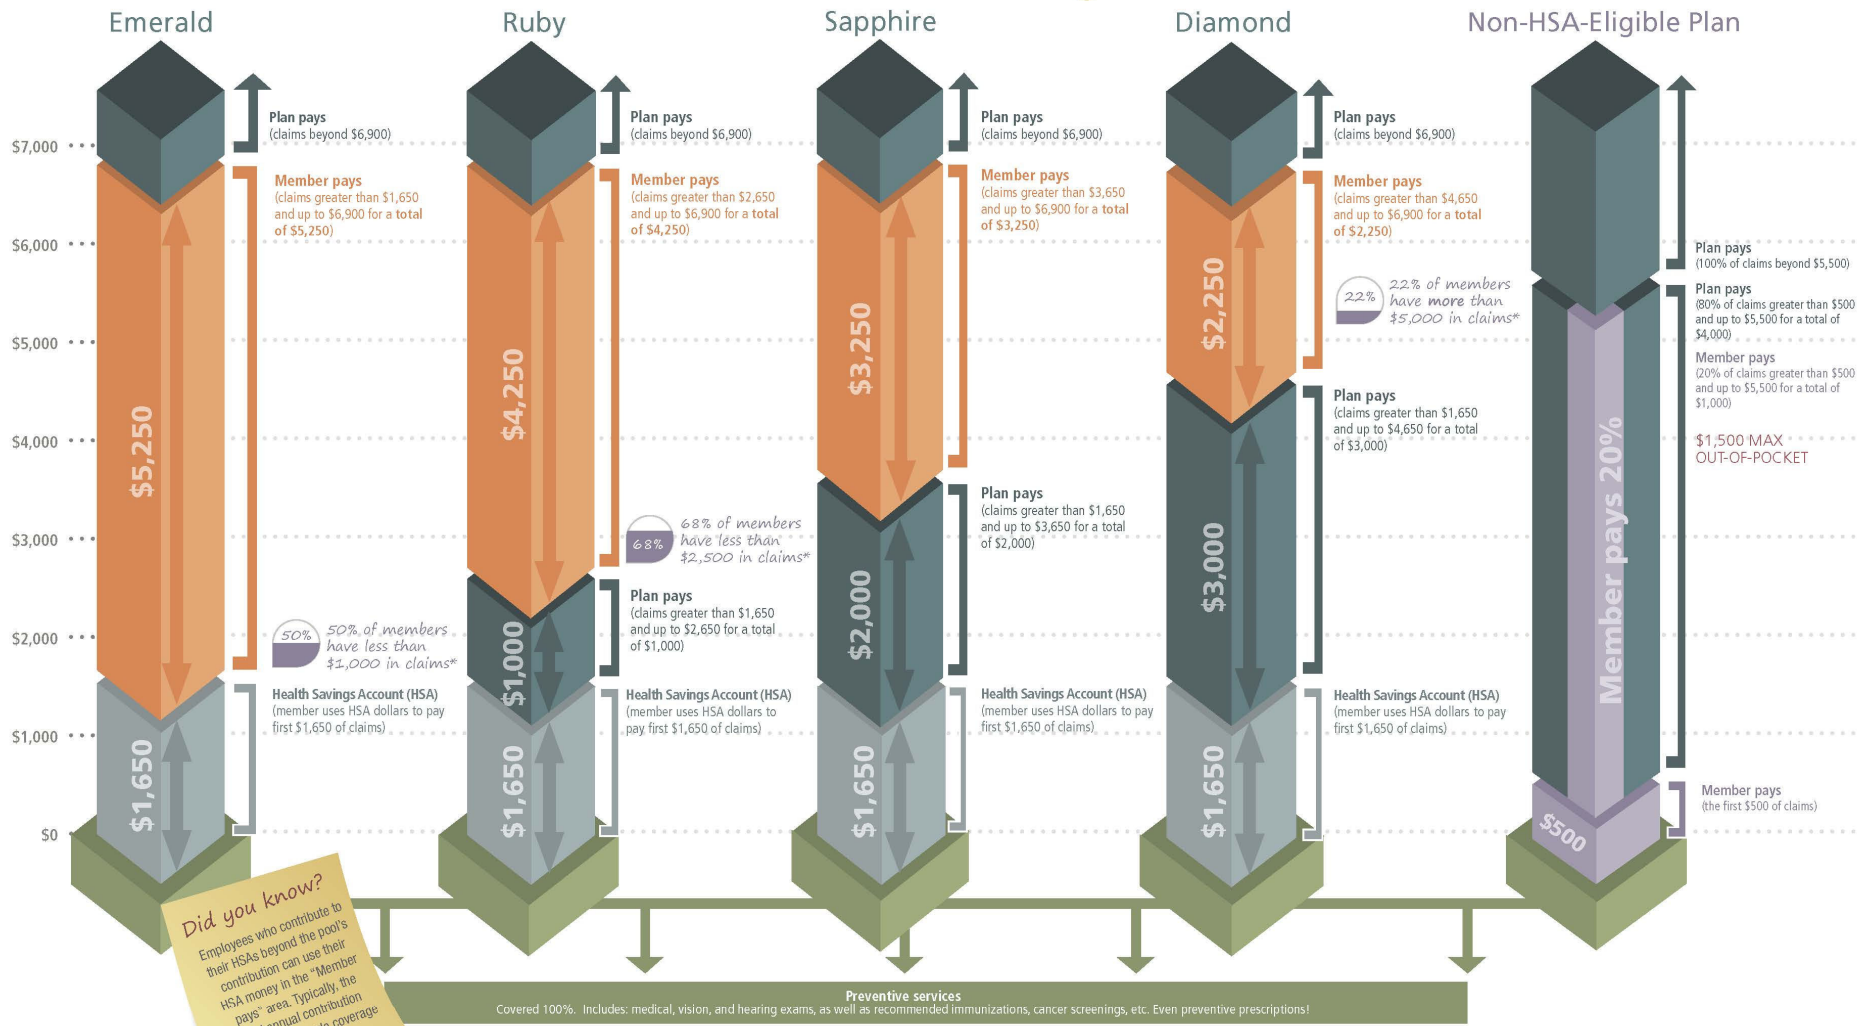 Emerald
Ruby
Sapphire
Diamond
Non-HSA-Eligible Plan
$7,000
$6,000
$5,000
$4,000
$3,000
$2,000
$1,000
$0
Plan pays
(claims beyond $6,900)
Member pays
(claims greater than $1,650
and up to $6,900 for a total
of $5,250)
$5,250
50%
50% of members
have less than
$1,000 in claims*
Health Savings Account (HSA)
(member uses HSA dollars to pay
first $1,650 of claims)
$1,650
Plan pays
(claims beyond $6,900)
Member pays
(claims greater than $2,650
and up to $6,900 for a total
of $4,250)
$4,250
68%
68% of members
have less than
$2,500 in claims*
Plan pays
(claims greater than $1,650
and up to $2,650 for a total
of $1,000)
$1,000
Health Savings Account (HSA)
(member uses HSA dollars to
pay first $1,650 of claims)
$1,650
Plan pays
(claims beyond $6,900)
Member pays
(claims greater than $3,650
and up to $6,900 for a total
of $3,250)
$3,250
Plan pays
(claims greater than $1,650
and up to $3,650 for a total
of $2,000)
$2,000
Health Savings Account (HSA)
(member uses HSA dollars to pay
first $1,650 of claims)
$1,650
Plan pays
(claims beyond $6,900)
Member pays
(claims greater than $4,650
and up to $6,900 for a total
of $2,250)
$2,250
22%
22% of members
have more than
$5,000 in claims*
Plan pays
(claims greater than $1,650
and up to $4,650 for a total
of $3,000)
$3,000
Health Savings Account (HSA)
(member uses HSA dollars to pay
first $1,650 of claims)
$1,650
Plan pays
(100% of claims beyond $5,500)
Plan pays
(80% of claims greater than $500
and up to $5,500 for a total of
$4,000)
Member pays
(20% of claims greater than $500
and up to $5,500 for a total of
$1,000)
$1,500 MAX
OUT-OF-POCKET
Member pays 20%
Member pays
(the first $500 of claims)
$500
Did you know?
Employees who contribute to
their HSAs beyond the pool's
contribution can use their
HSA money in the "Member
pays" area. Typically, the
annual contribution
coverage
Preventive services
Covered 100%. Includes: medical, vision, and hearing exams, as well as recommended immunizations, cancer screenings, etc. Even preventive prescriptions!